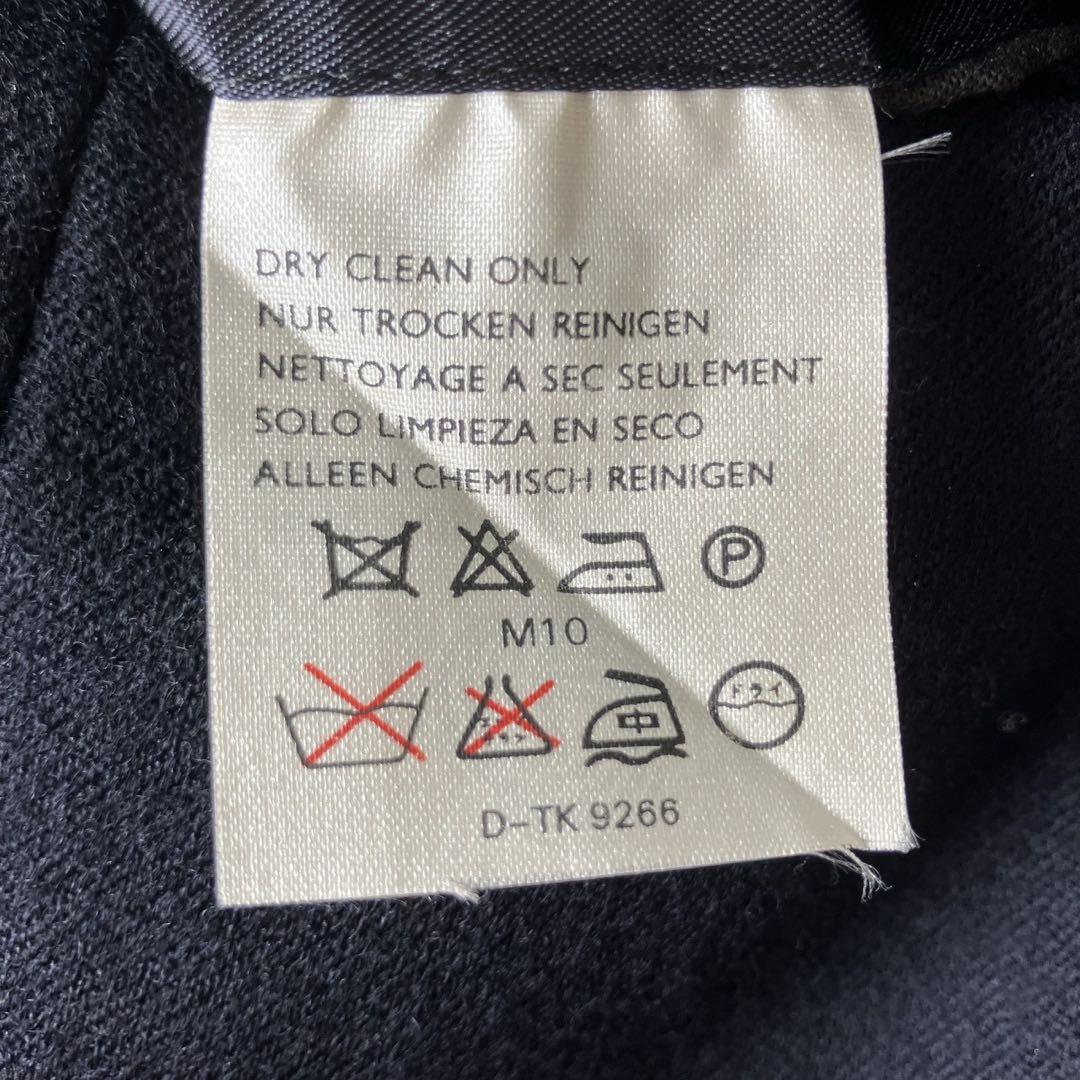 DRY CLEAN ONLY
NUR TROCKEN REINIGEN
NETTOYAGE A SEC SEULEMENT
SOLO LIMPIEZA EN SECO
ALLEEN CHEMISCH REINIGEN
P
M10
中 ドライ
D-TK 9266